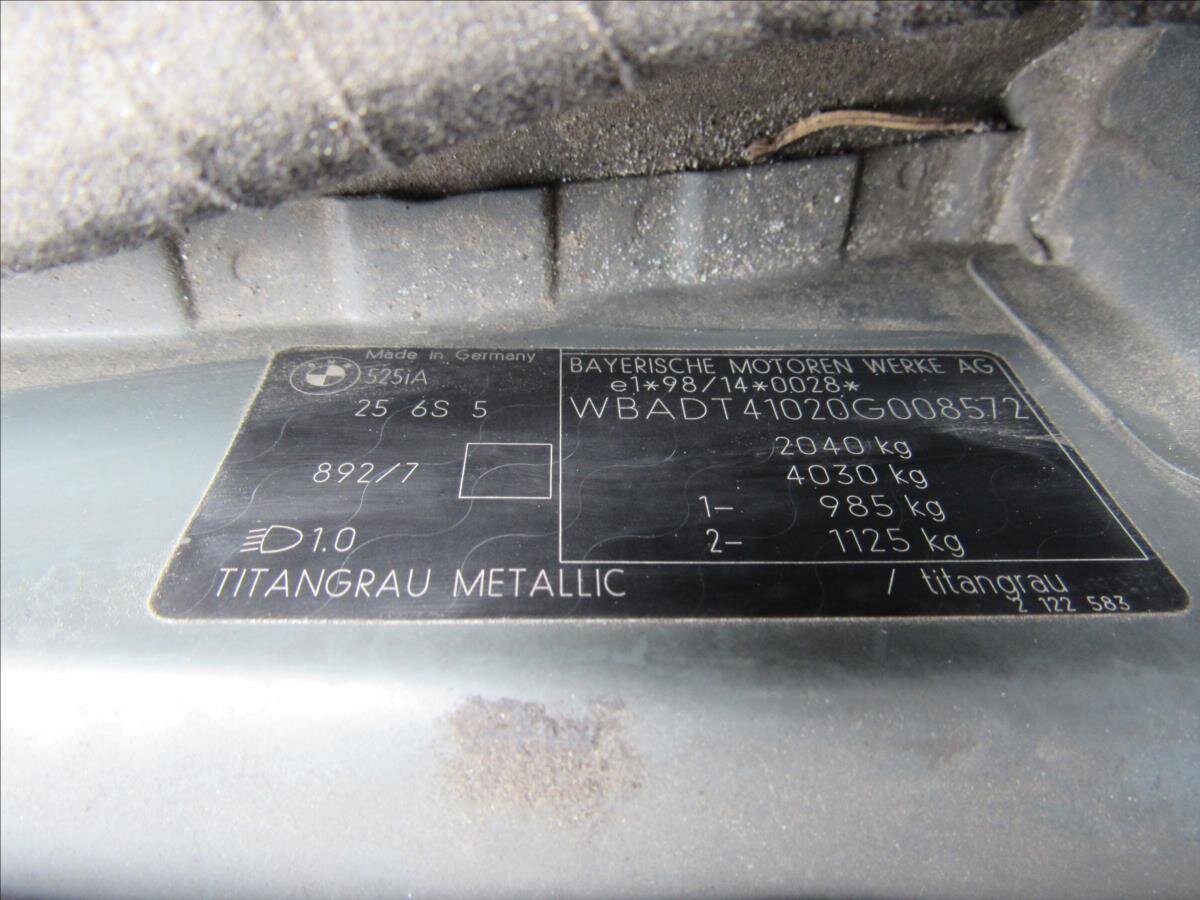 Made in Germany
525iA
25 6S 5
892/7
1.0
TITANGRAU METALLIC / titangrau
2 122 583
BAYERISCHE MOTOREN WERKE AG
e1*98/14*0028*
WBADT41020G008572
2040 kg
4030 kg
1- 985 kg
2- 1125 kg